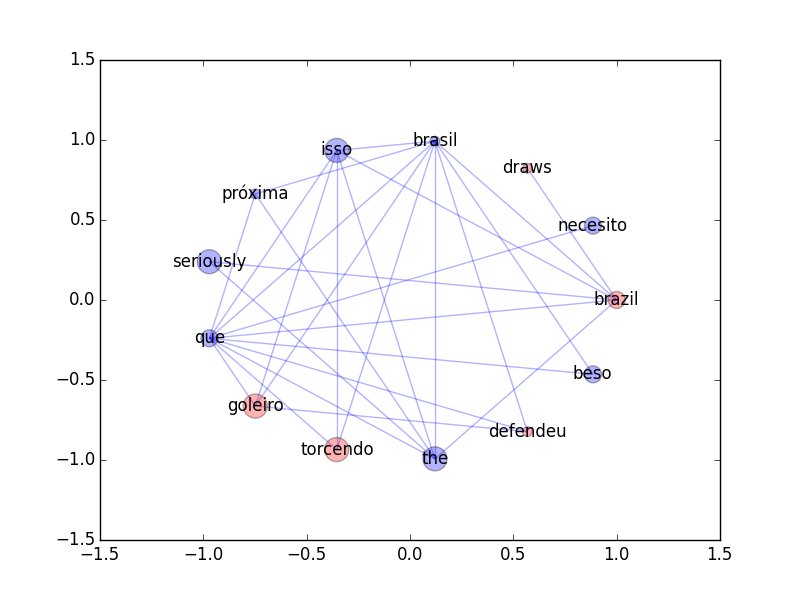 1.5
brasil
1.0
isso
draws
próxima
0.5
necesito
seriously
0.0
brazil
que
−0.5
beso
goleiro
defendeu
torcendo
−1.0
the
−1.5
−1.5 −1.0 −0.5 0.0 0.5 1.0 1.5